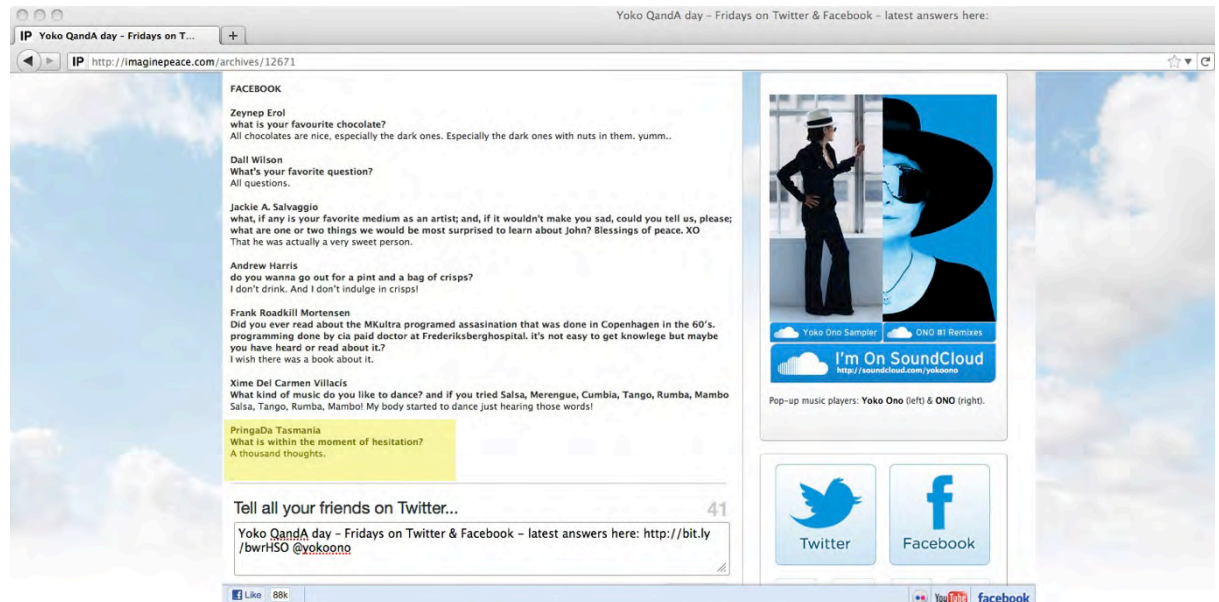 Yoko QandA day – Fridays on Twitter & Facebook – latest answers here:
IP Yoko QandA day – Fridays on T...
+
IP http://imaginepeace.com/archives/12671
FACEBOOK
Zeynep Erol
what is your favourite chocolate?
All chocolates are nice, especially the dark ones. Especially the dark ones with nuts in them. yumm..
Dall Wilson
What's your favorite question?
All questions.
Jackie A. Salvaggio
what, if any is your favorite medium as an artist; and, if it wouldn't make you sad, could you tell us, please;
what are one or two things we would be most surprised to learn about John? Blessings of peace. XO
That he was actually a very sweet person.
Andrew Harris
do you wanna go out for a pint and a bag of crisps?
I don't drink. And I don't indulge in crisps!
Frank Roadkill Mortensen
Did you ever read about the MKultra programed assasination that was done in Copenhagen in the 60's.
programming done by cia paid doctor at Frederiksberghospital. it's not easy to get knowlege but maybe
you have heard or read about it.?
I wish there was a book about it.
Xime Del Carmen Villacís
What kind of music do you like to dance? and if you tried Salsa, Merengue, Cumbia, Tango, Rumba, Mambo
Salsa, Tango, Rumba, Mambo! My body started to dance just hearing those words!
PringaDa Tasmania
What is within the moment of hesitation?
A thousand thoughts.
Tell all your friends on Twitter...
41
Yoko QandA day – Fridays on Twitter & Facebook – latest answers here: http://bit.ly
/bwrHSO @yokoono
Like 88k
Yoko Ono Sampler
ONO #1 Remixes
I'm On SoundCloud
http://soundcloud.com/yokoono
Pop-up music players: Yoko Ono (left) & ONO (right).
Twitter
Facebook
YouTube
facebook